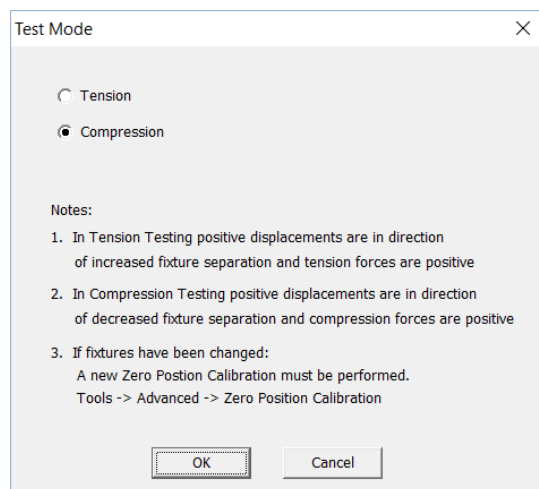 Test Mode
Tension
Compression
Notes:
1. In Tension Testing positive displacements are in direction
of increased fixture separation and tension forces are positive
2. In Compression Testing positive displacements are in direction
of decreased fixture separation and compression forces are positive
3. If fixtures have been changed:
A new Zero Postion Calibration must be performed.
Tools -> Advanced -> Zero Position Calibration
OK Cancel